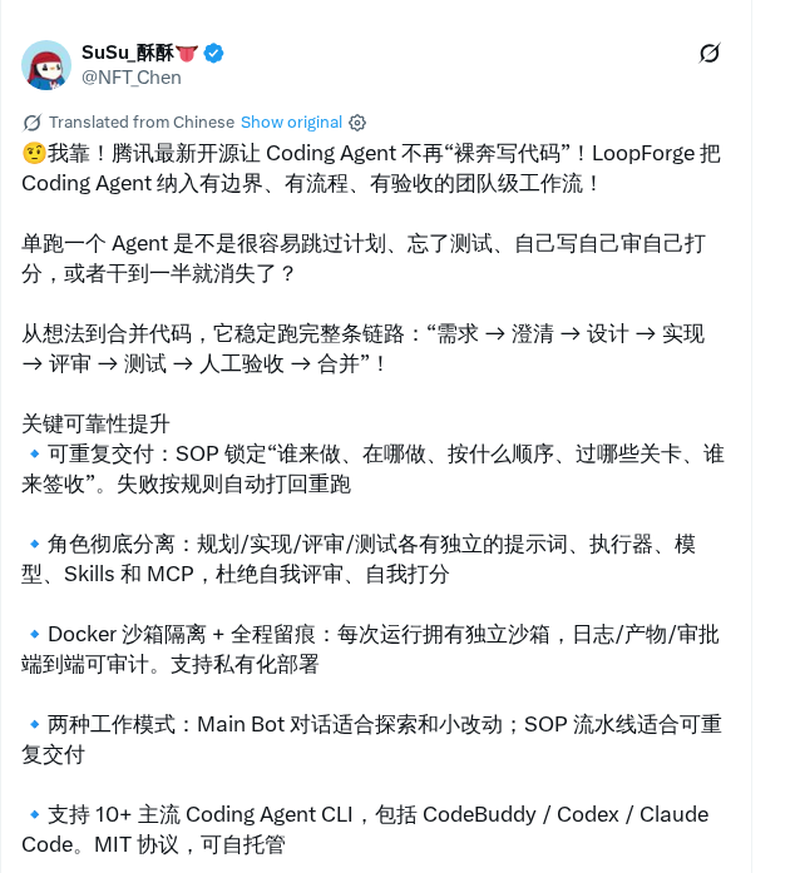 SuSu_酥酥👅
@NFT_Chen
Translated from Chinese Show original
🤨我靠！腾讯最新开源让 Coding Agent 不再“裸奔写代码”！LoopForge 把
Coding Agent 纳入有边界、有流程、有验收的团队级工作流！
单跑一个 Agent 是不是很容易跳过计划、忘了测试、自己写自己审自己打
分，或者干到一半就消失了？
从想法到合并代码，它稳定跑完整条链路：“需求 → 澄清 → 设计 → 实现
→ 评审 → 测试 → 人工验收 → 合并”！
关键可靠性提升
🔹可重复交付：SOP 锁定“谁来做、在哪做、按什么顺序、过哪些关卡、谁
来签收”。失败按规则自动打回重跑
🔹角色彻底分离：规划/实现/评审/测试各有独立的提示词、执行器、模
型、Skills 和 MCP，杜绝自我评审、自我打分
🔹Docker 沙箱隔离 + 全程留痕：每次运行拥有独立沙箱，日志/产物/审批
端到端可审计。支持私有化部署
🔹两种工作模式：Main Bot 对话适合探索和小改动；SOP 流水线适合可重
复交付
🔹支持 10+ 主流 Coding Agent CLI，包括 CodeBuddy / Codex / Claude
Code。MIT 协议，可自托管